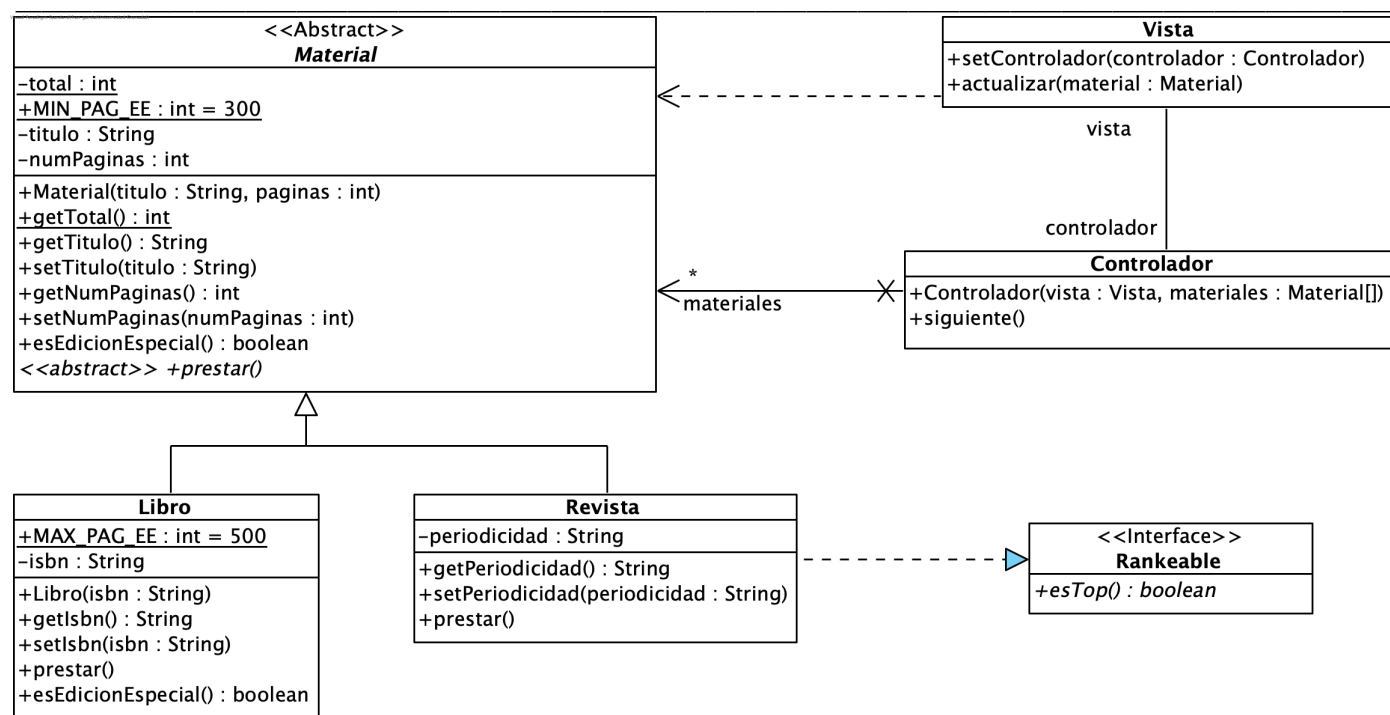 <<Abstract>>
Material
-total : int
+MIN_PAG_EE : int = 300
-titulo : String
-numPaginas : int
+Material(titulo : String, paginas : int)
+getTotal() : int
+getTitulo() : String
+setTitulo(titulo : String)
+getNumPaginas() : int
+setNumPaginas(numPaginas : int)
+esEdicionEspecial() : boolean
<<abstract>> +prestar()
Vista
+setControlador(controlador : Controlador)
+actualizar(material : Material)
vista
controlador
*
materiales
Controlador
+Controlador(vista : Vista, materiales : Material[])
+siguiente()
Libro
+MAX_PAG_EE : int = 500
-isbn : String
+Libro(isbn : String)
+getIsbn() : String
+setIsbn(isbn : String)
+prestar()
+esEdicionEspecial() : boolean
Revista
-periodicidad : String
+getPeriodicidad() : String
+setPeriodicidad(periodicidad : String)
+prestar()
<<Interface>>
Rankeable
+esTop() : boolean